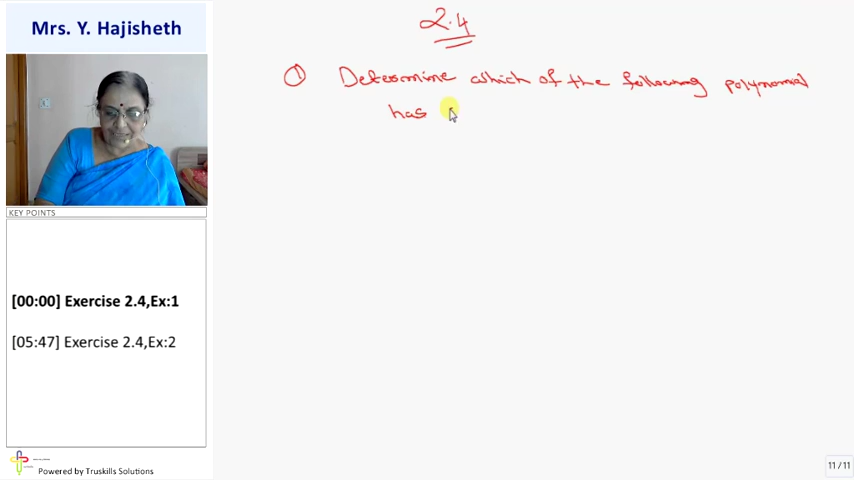 Mrs. Y. Hajisheth
KEY POINTS
[00:00] Exercise 2.4,Ex:1
[05:47] Exercise 2.4,Ex:2
Powered by Truskills Solutions
2.4
① Determine which of the following polynomial
has
11/11